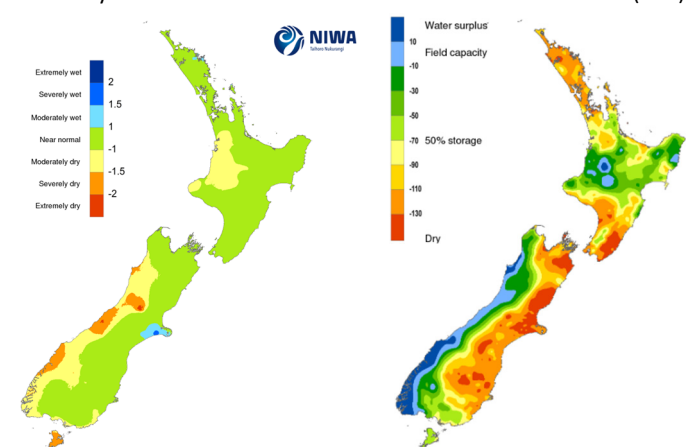 NIWA
Taihoro Nukurangi
Extremely wet
2
Severely wet
1.5
Moderately wet
1
Near normal
-1
Moderately dry
-1.5
Severely dry
-2
Extremely dry
Water surplus
10
Field capacity
-10
-30
-50
50% storage
-70
-90
-110
-130
Dry